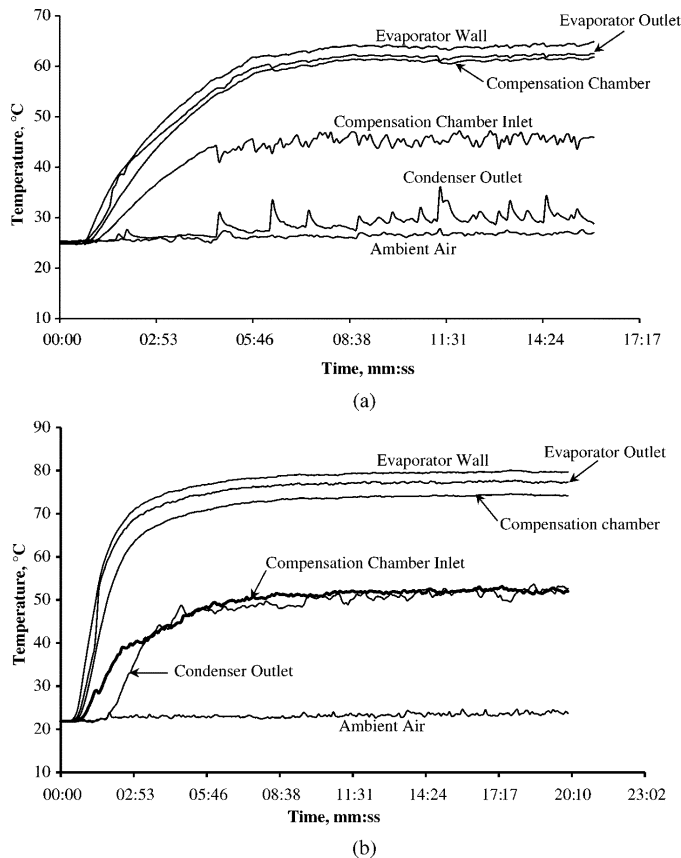 70
60
50
40
30
20
10
Temperature, °C
Evaporator Wall
Evaporator Outlet
Compensation Chamber
Compensation Chamber Inlet
Condenser Outlet
Ambient Air
00:00 02:53 05:46 08:38 11:31 14:24 17:17
Time, mm:ss
(a)
90
80
70
60
50
40
30
20
10
Temperature, °C
Evaporator Wall
Evaporator Outlet
Compensation chamber
Compensation Chamber Inlet
Condenser Outlet
Ambient Air
00:00 02:53 05:46 08:38 11:31 14:24 17:17 20:10 23:02
Time, mm:ss
(b)